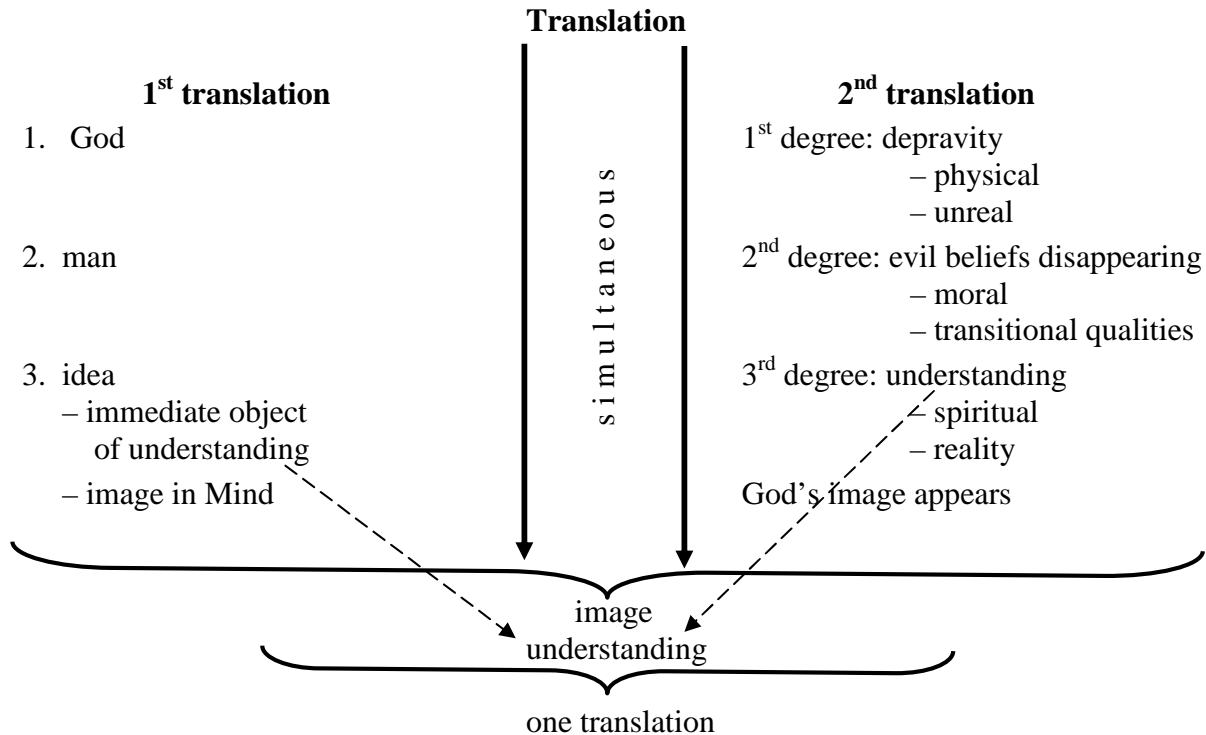 Translation
1st translation
1. God
2. man
3. idea
– immediate object
of understanding
– image in Mind
simultaneous
2nd translation
1st degree: depravity
– physical
– unreal
2nd degree: evil beliefs disappearing
– moral
– transitional qualities
3rd degree: understanding
– spiritual
– reality
God's image appears
image
understanding
one translation